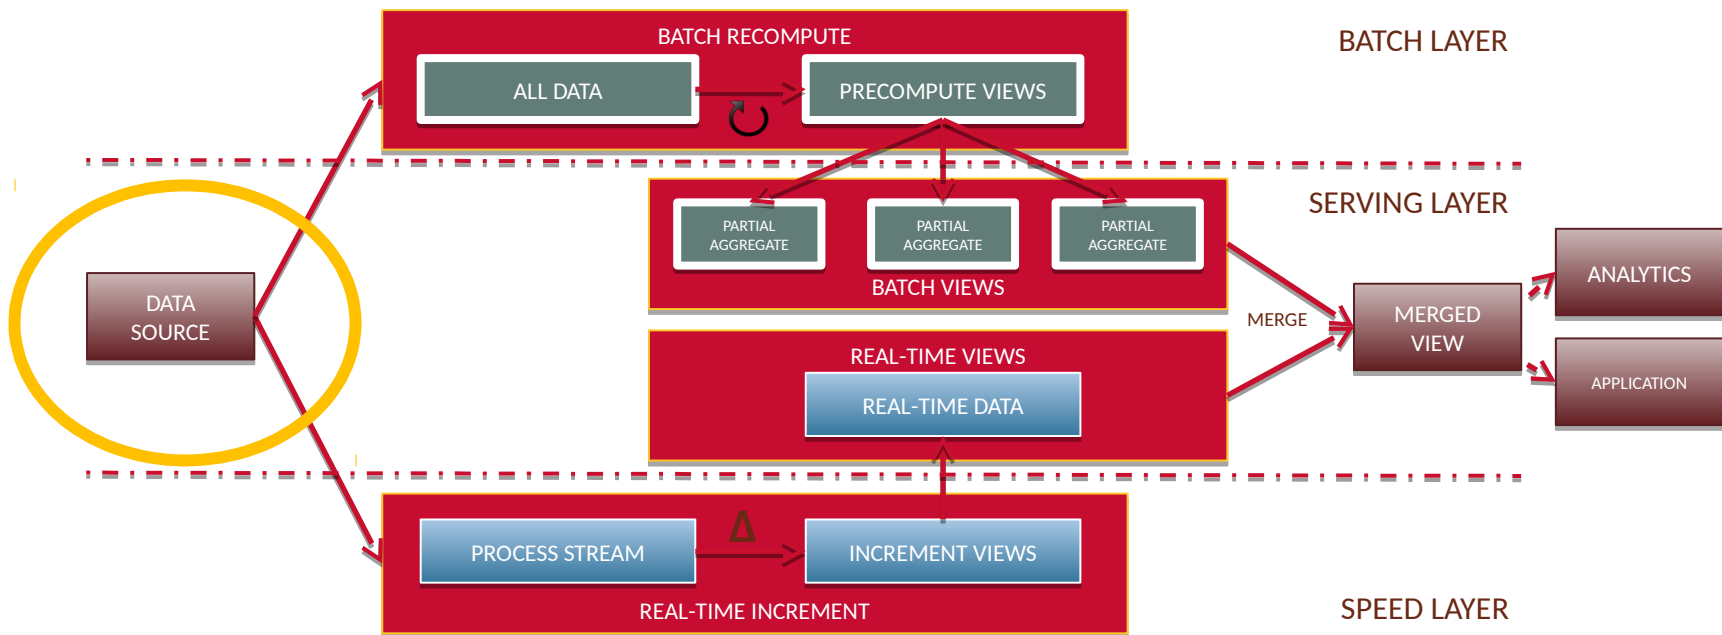 BATCH RECOMPUTE
BATCH LAYER
ALL DATA
PRECOMPUTE VIEWS
SERVING LAYER
PARTIAL
AGGREGATE
PARTIAL
AGGREGATE
PARTIAL
AGGREGATE
BATCH VIEWS
DATA
SOURCE
MERGE
MERGED
VIEW
ANALYTICS
APPLICATION
REAL-TIME VIEWS
REAL-TIME DATA
Δ
PROCESS STREAM
INCREMENT VIEWS
REAL-TIME INCREMENT
SPEED LAYER